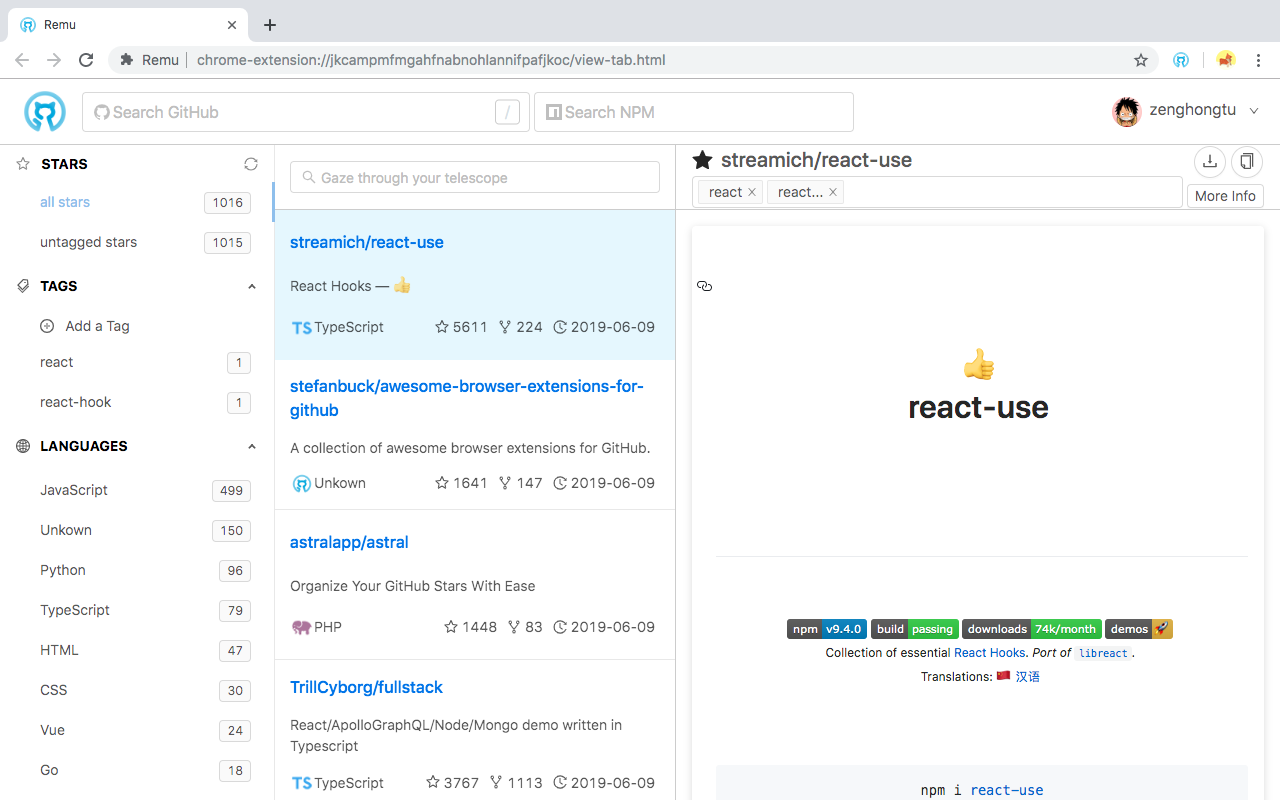 Remu
Remu chrome-extension://jkcampmfmgahfnabnohlannifpafjkoc/view-tab.html
Search GitHub /
Search NPM
zenghongtu
STARS
all stars 1016
untagged stars 1015
TAGS
Add a Tag
react 1
react-hook 1
LANGUAGES
JavaScript 499
Unkown 150
Python 96
TypeScript 79
HTML 47
CSS 30
Vue 24
Go 18
Gaze through your telescope
streamich/react-use
React Hooks — 👍
TS TypeScript 5611 224 2019-06-09
stefanbuck/awesome-browser-extensions-for-
github
A collection of awesome browser extensions for GitHub.
Unkown 1641 147 2019-06-09
astralapp/astral
Organize Your GitHub Stars With Ease
PHP 1448 83 2019-06-09
TrillCyborg/fullstack
React/ApolloGraphQL/Node/Mongo demo written in
Typescript
TS TypeScript 3767 1113 2019-06-09
streamich/react-use
react × react... ×
More Info
👍
react-use
npm v9.4.0 build passing downloads 74k/month demos 🚀
Collection of essential React Hooks. Port of libreact.
Translations: 🇨🇳 汉语
npm i react-use